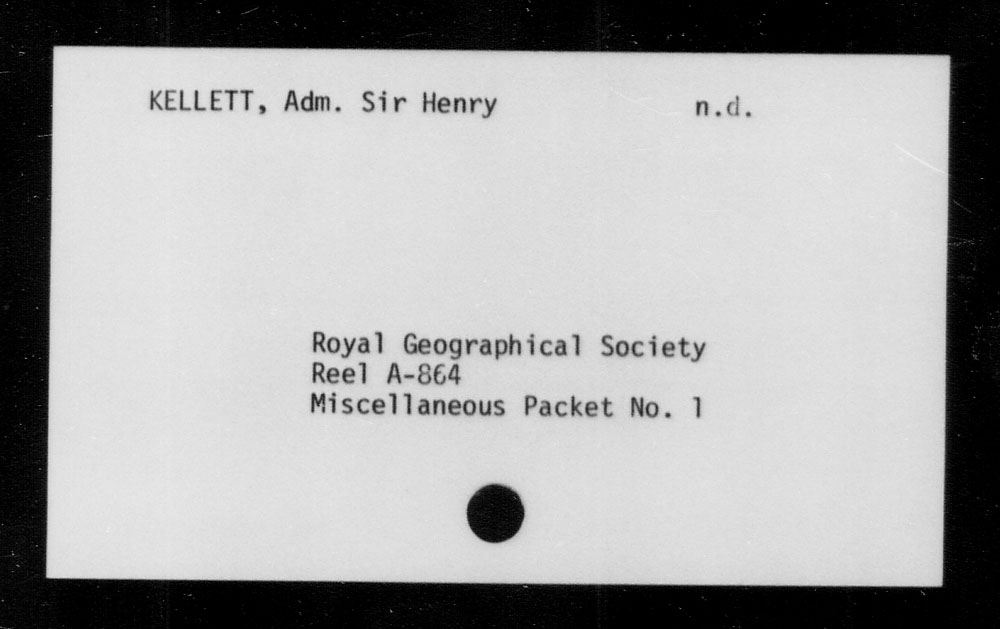 KELLETT, Adm. Sir Henry n.d.
Royal Geographical Society
Reel A-864
Miscellaneous Packet No. 1